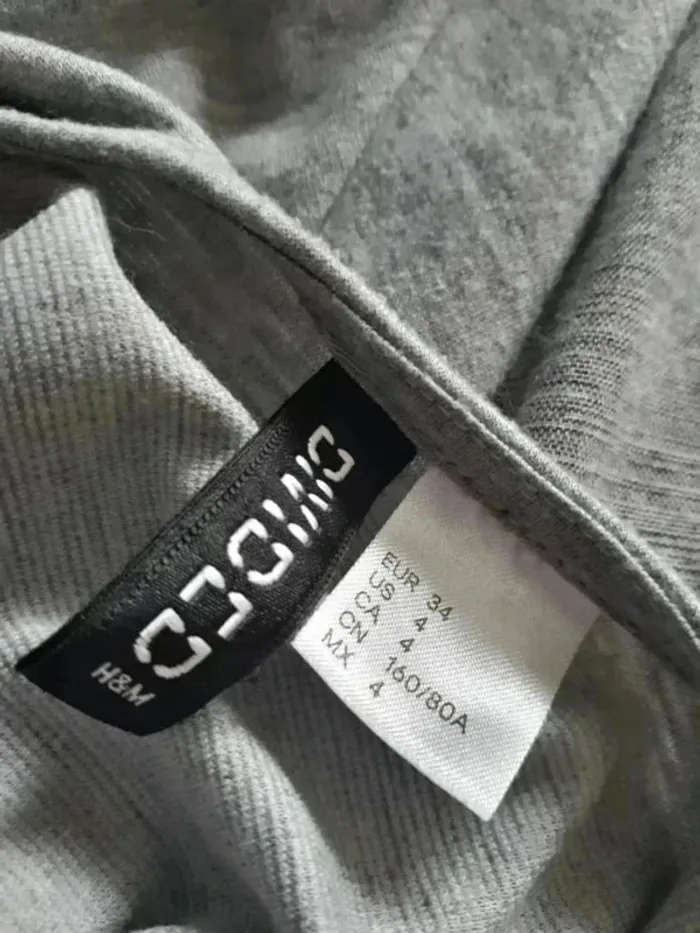 DIVIDED
H&M
EUR 34
US 4
CA 4
CN 160/80A
MX 4